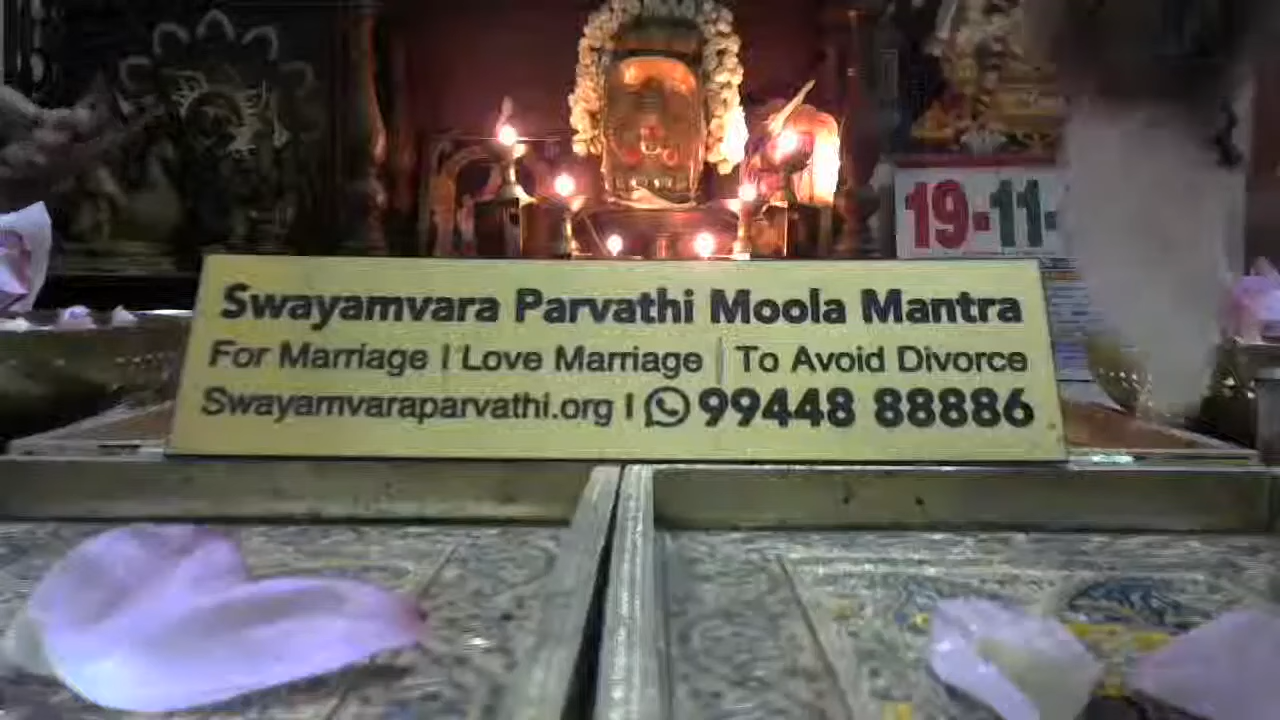 19-11-
Swayamvara Parvathi Moola Mantra
For Marriage | Love Marriage | To Avoid Divorce
Swayamvaraparvathi.org | 99448 88886